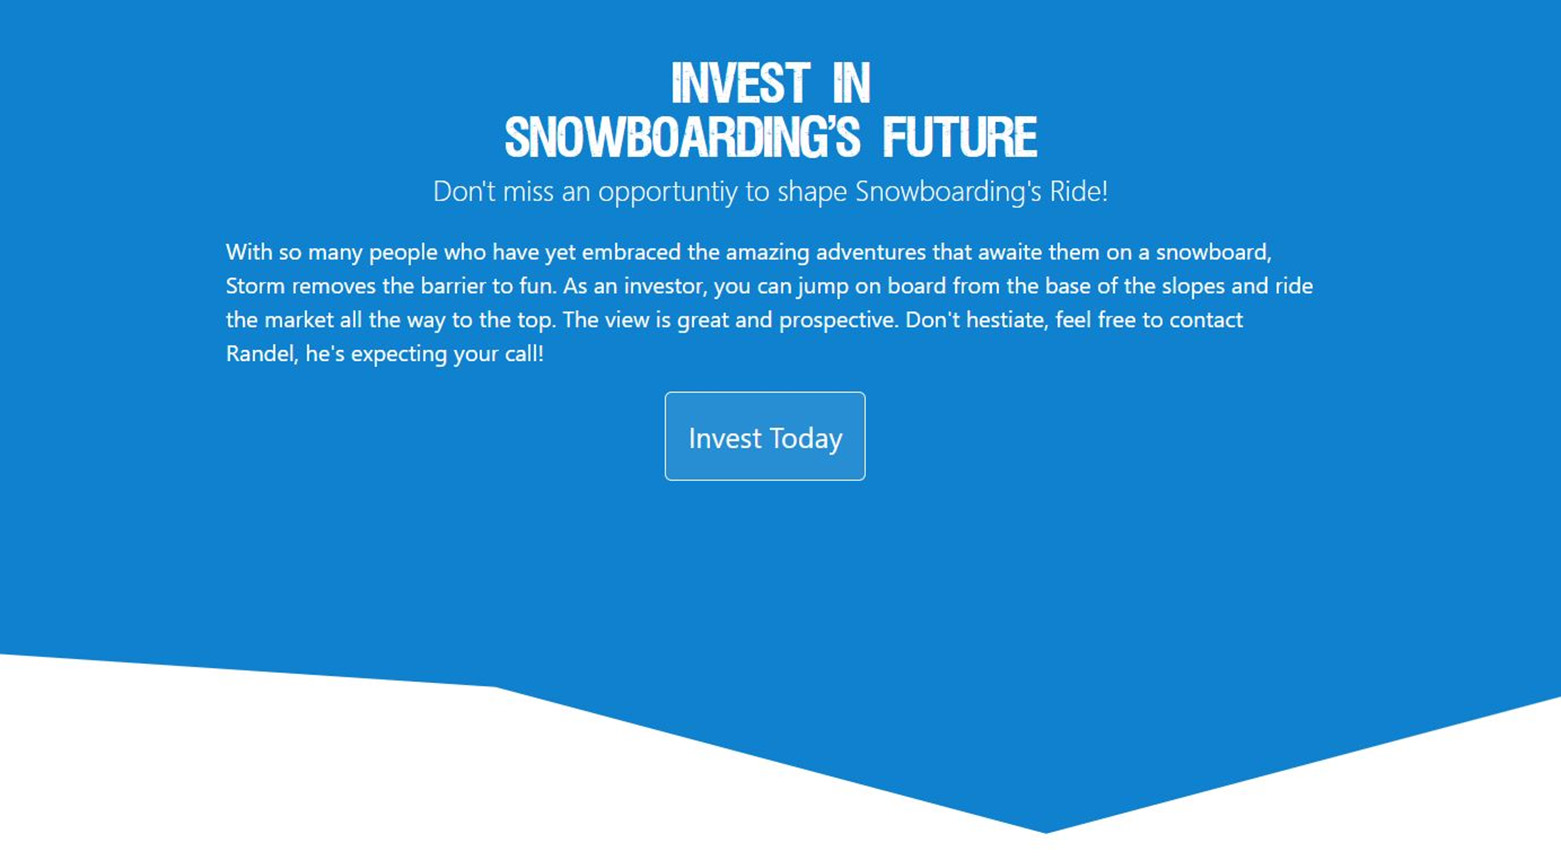 INVEST IN
SNOWBOARDING’S FUTURE
Don't miss an opportuntiy to shape Snowboarding's Ride!
With so many people who have yet embraced the amazing adventures that awaite them on a snowboard,
Storm removes the barrier to fun. As an investor, you can jump on board from the base of the slopes and ride
the market all the way to the top. The view is great and prospective. Don't hestiate, feel free to contact
Randel, he's expecting your call!
Invest Today